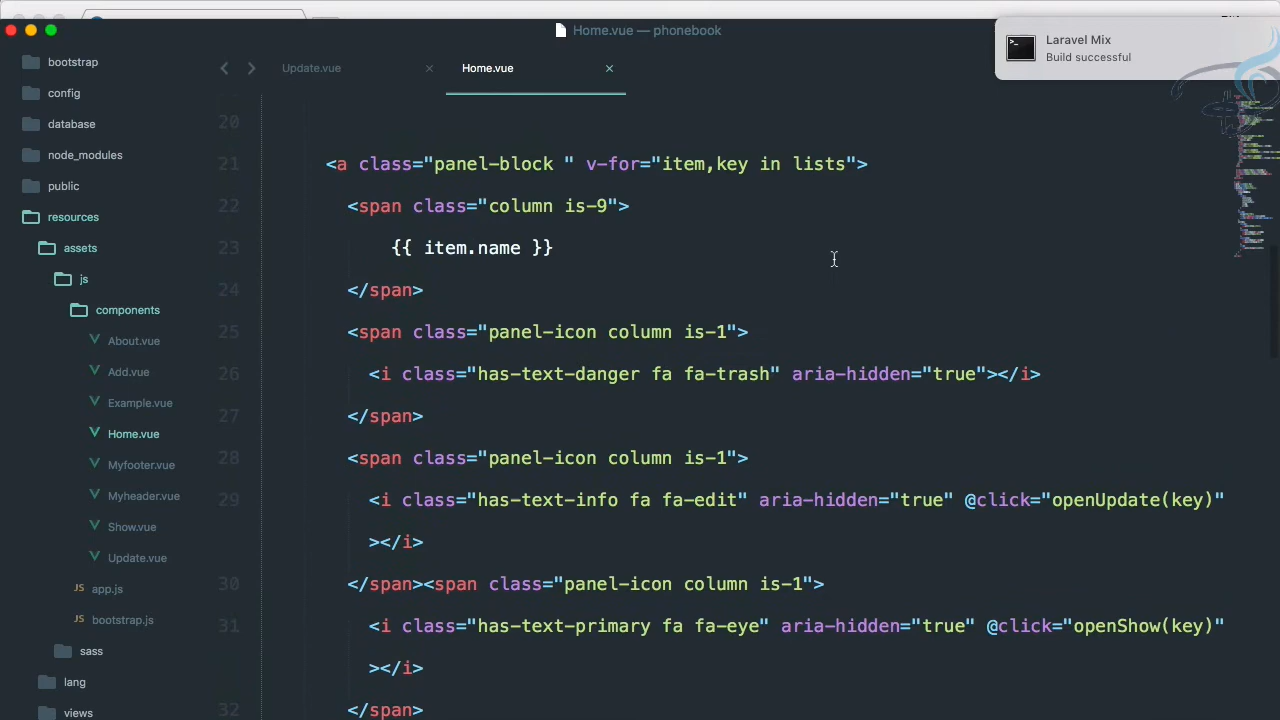 Home.vue — phonebook
Laravel Mix
Build successful
bootstrap
config
database
node_modules
public
resources
assets
js
components
About.vue
Add.vue
Example.vue
Home.vue
Myfooter.vue
Myheader.vue
Show.vue
Update.vue
JS app.js
JS bootstrap.js
sass
lang
views
Update.vue ×
Home.vue ×
20
21 <a class="panel-block " v-for="item,key in lists">
22 <span class="column is-9">
23 {{ item.name }}
24 </span>
25 <span class="panel-icon column is-1">
26 <i class="has-text-danger fa fa-trash" aria-hidden="true"></i>
27 </span>
28 <span class="panel-icon column is-1">
29 <i class="has-text-info fa fa-edit" aria-hidden="true" @click="openUpdate(key)"
></i>
30 </span><span class="panel-icon column is-1">
31 <i class="has-text-primary fa fa-eye" aria-hidden="true" @click="openShow(key)"
></i>
32 </span>